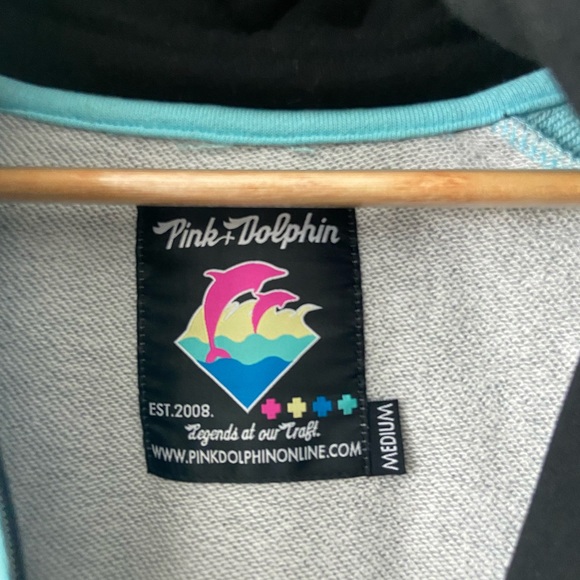 Pink+Dolphin
EST.2008.
Legends at our Craft.
WWW.PINKDOLPHINONLINE.COM
MEDIUM